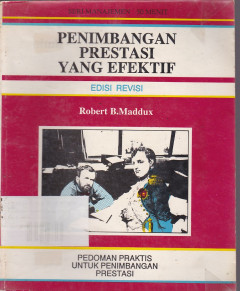 PENIMBANGAN
PRESTASI
YANG EFEKTIF
EDISI REVISI
Robert B.Maddux
PEDOMAN PRAKTIS
UNTUK PENIMBANGAN
PRESTASI